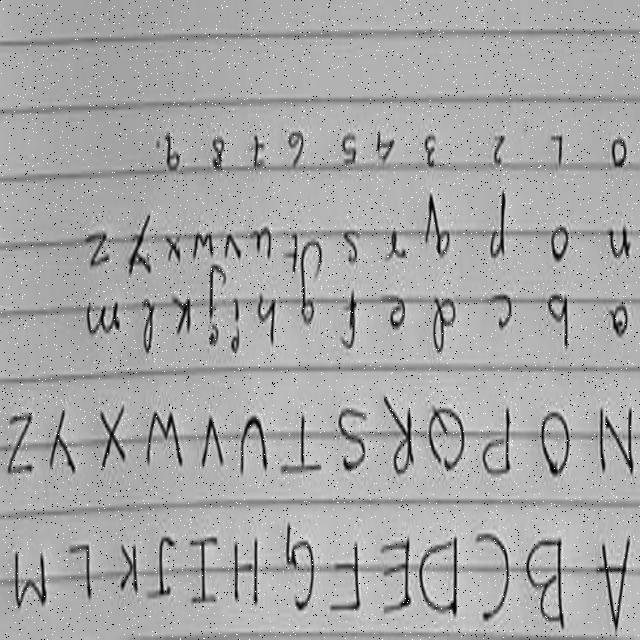 A B C D E F G H I J K L M
N O P Q R S T U V W X Y Z
a b c d e f g h i j k l m
n o p q r s t u v w x y z
0 1 2 3 4 5 6 7 8 9.